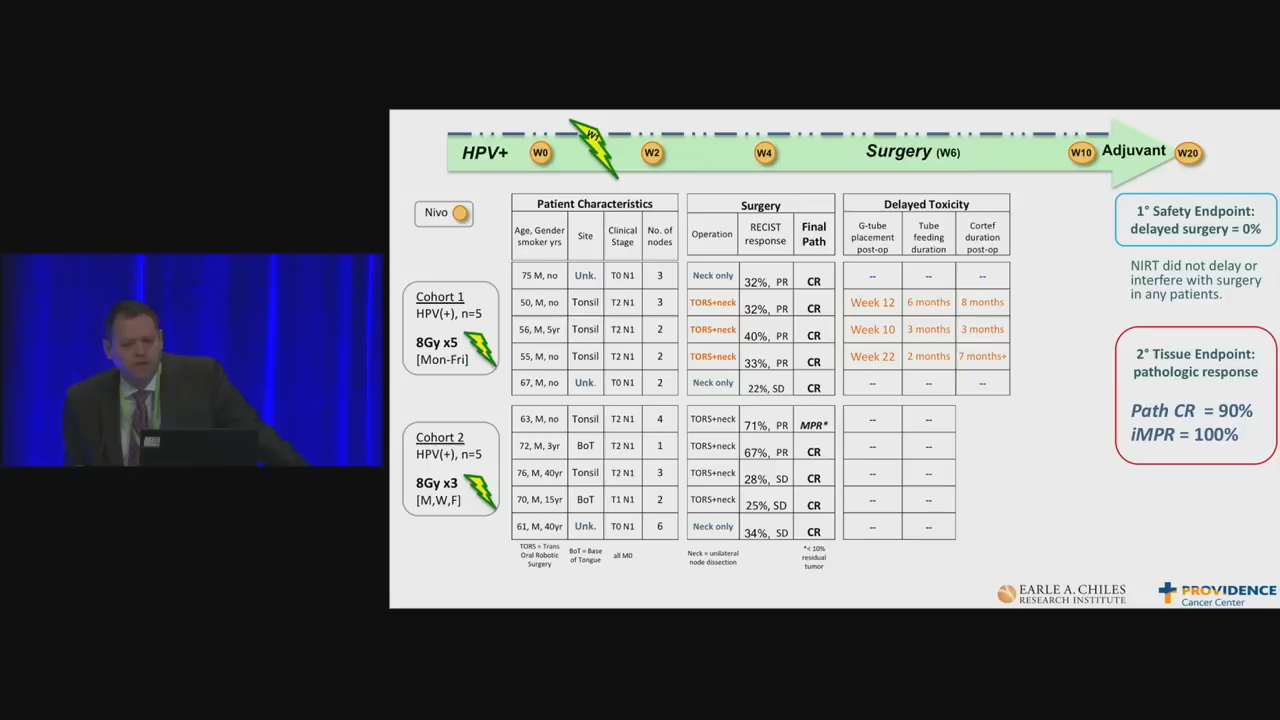 HPV+ W0 W1 W2 W4 Surgery (W6) W10 Adjuvant W20
Nivo
Patient Characteristics
Age, Gender smoker yrs
Site
Clinical Stage
No. of nodes
Surgery
Operation
RECIST response
Final Path
Delayed Toxicity
G-tube placement post-op
Tube feeding duration
Cortef duration post-op
Cohort 1
HPV(+), n=5
8Gy x5
[Mon-Fri]
75 M, no Unk. T0 N1 3 Neck only 32%, PR CR -- -- --
50, M, no Tonsil T2 N1 3 TORS+neck 32%, PR CR Week 12 6 months 8 months
56, M, 5yr Tonsil T2 N1 2 TORS+neck 40%, PR CR Week 10 3 months 3 months
55, M, no Tonsil T2 N1 2 TORS+neck 33%, PR CR Week 22 2 months 7 months+
67, M, no Unk. T0 N1 2 Neck only 22%, SD CR -- -- --
Cohort 2
HPV(+), n=5
8Gy x3
[M,W,F]
63, M, no Tonsil T2 N1 4 TORS+neck 71%, PR MPR* -- --
72, M, 3yr BoT T2 N1 1 TORS+neck 67%, PR CR -- --
76, M, 40yr Tonsil T2 N1 3 TORS+neck 28%, SD CR -- --
70, M, 15yr BoT T1 N1 2 TORS+neck 25%, SD CR -- --
61, M, 40yr Unk. T0 N1 6 Neck only 34%, SD CR -- --
TORS = Trans
Oral Robotic
Surgery
BoT = Base
of Tongue
all M0
Neck = unilateral
node dissection
*< 10%
residual
tumor
1° Safety Endpoint:
delayed surgery = 0%
NIRT did not delay or
interfere with surgery
in any patients.
2° Tissue Endpoint:
pathologic response
Path CR = 90%
iMPR = 100%
EARLE A. CHILES
RESEARCH INSTITUTE
PROVIDENCE
Cancer Center